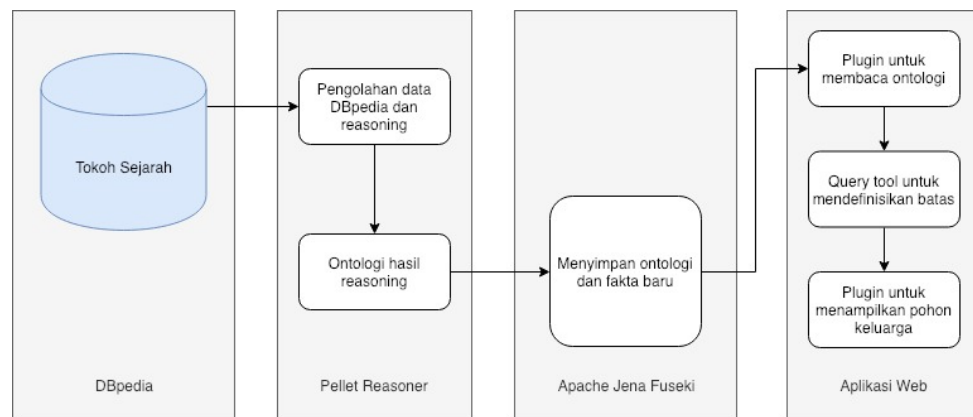 Tokoh Sejarah
DBpedia
Pengolahan data
DBpedia dan
reasoning
Ontologi hasil
reasoning
Pellet Reasoner
Menyimpan ontologi
dan fakta baru
Apache Jena Fuseki
Plugin untuk
membaca ontologi
Query tool untuk
mendefinisikan batas
Plugin untuk
menampilkan pohon
keluarga
Aplikasi Web